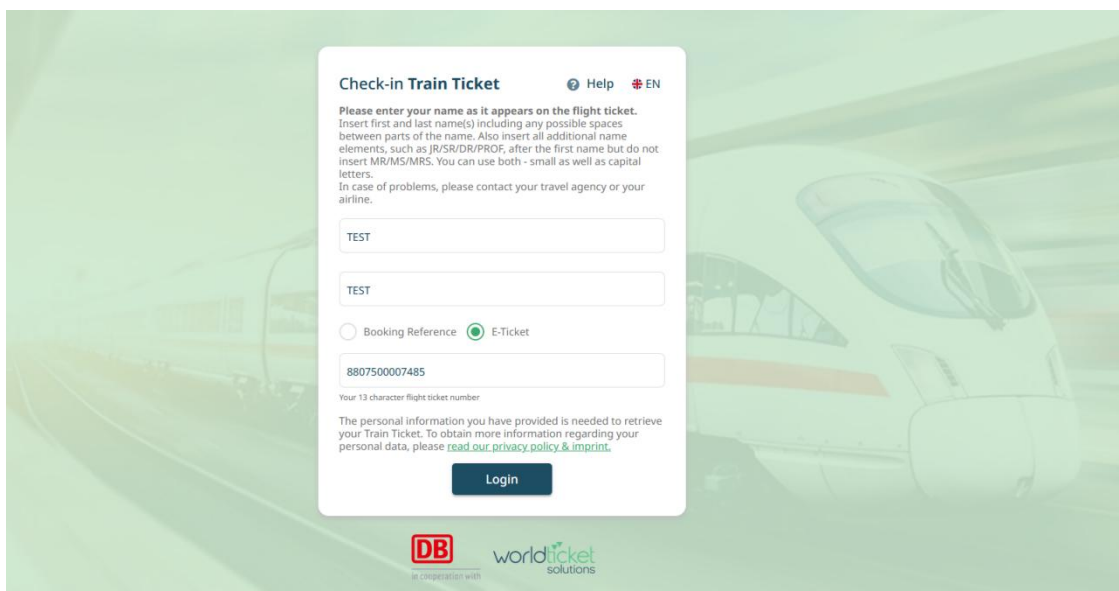 Check-in Train Ticket
Help
EN
Please enter your name as it appears on the flight ticket.
Insert first and last name(s) including any possible spaces
between parts of the name. Also insert all additional name
elements, such as JR/SR/DR/PROF, after the first name but do not
insert MR/MS/MRS. You can use both - small as well as capital
letters.
In case of problems, please contact your travel agency or your
airline.
TEST
TEST
Booking Reference
E-Ticket
8807500007485
Your 13 character flight ticket number
The personal information you have provided is needed to retrieve
your Train Ticket. To obtain more information regarding your
personal data, please read our privacy policy & imprint.
Login
DB
in cooperation with
worldticket
solutions